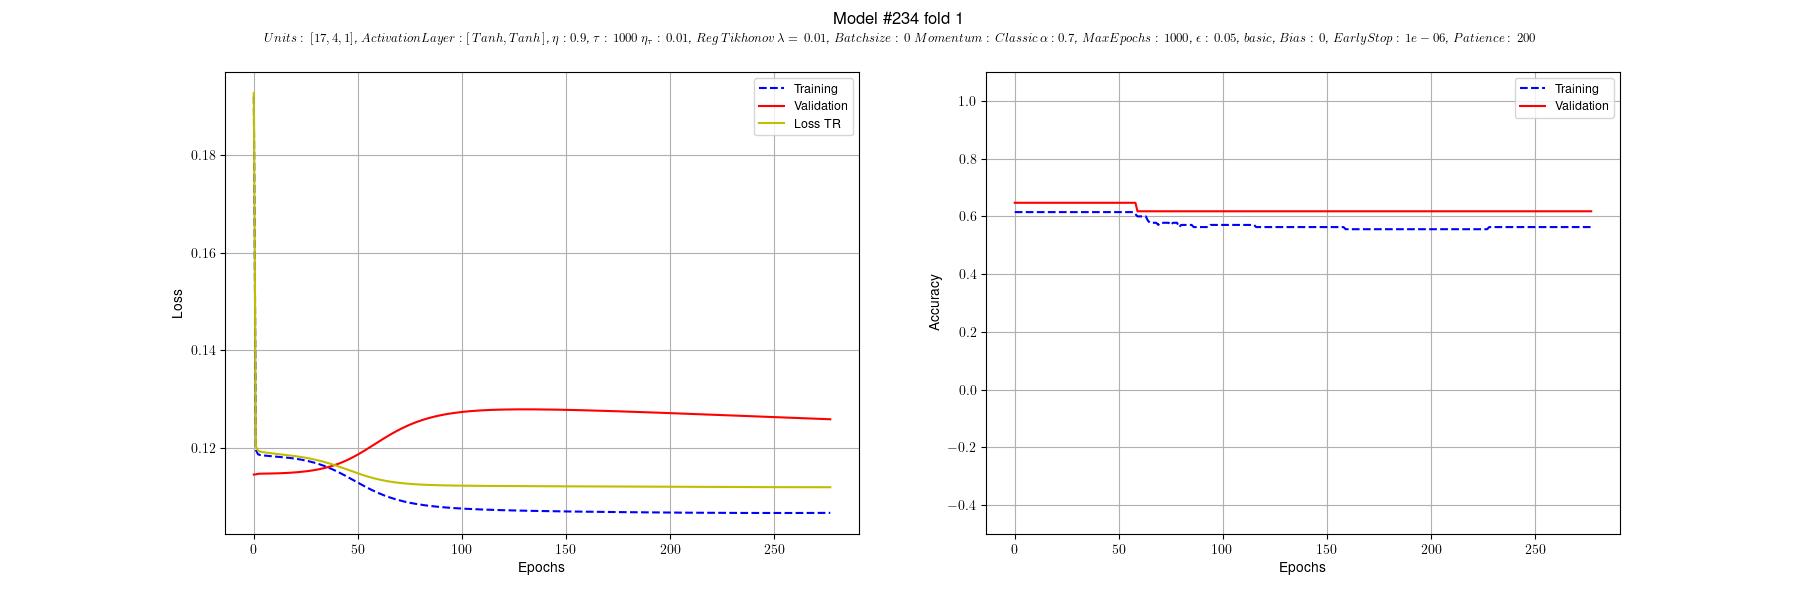 Model #234 fold 1
Units : [17, 4, 1], ActivationLayer : [Tanh, Tanh], η : 0.9, τ : 1000 η_τ : 0.01, Reg Tikhonov λ = 0.01, Batchsize : 0 Momentum : Classic α : 0.7, MaxEpochs : 1000, ϵ : 0.05, basic, Bias : 0, EarlyStop : 1e − 06, Patience : 200
Training
Validation
Loss TR
0.18
0.16
0.14
0.12
Loss
0 50 100 150 200 250
Epochs
Training
Validation
1.0
0.8
0.6
0.4
0.2
0.0
−0.2
−0.4
Accuracy
0 50 100 150 200 250
Epochs